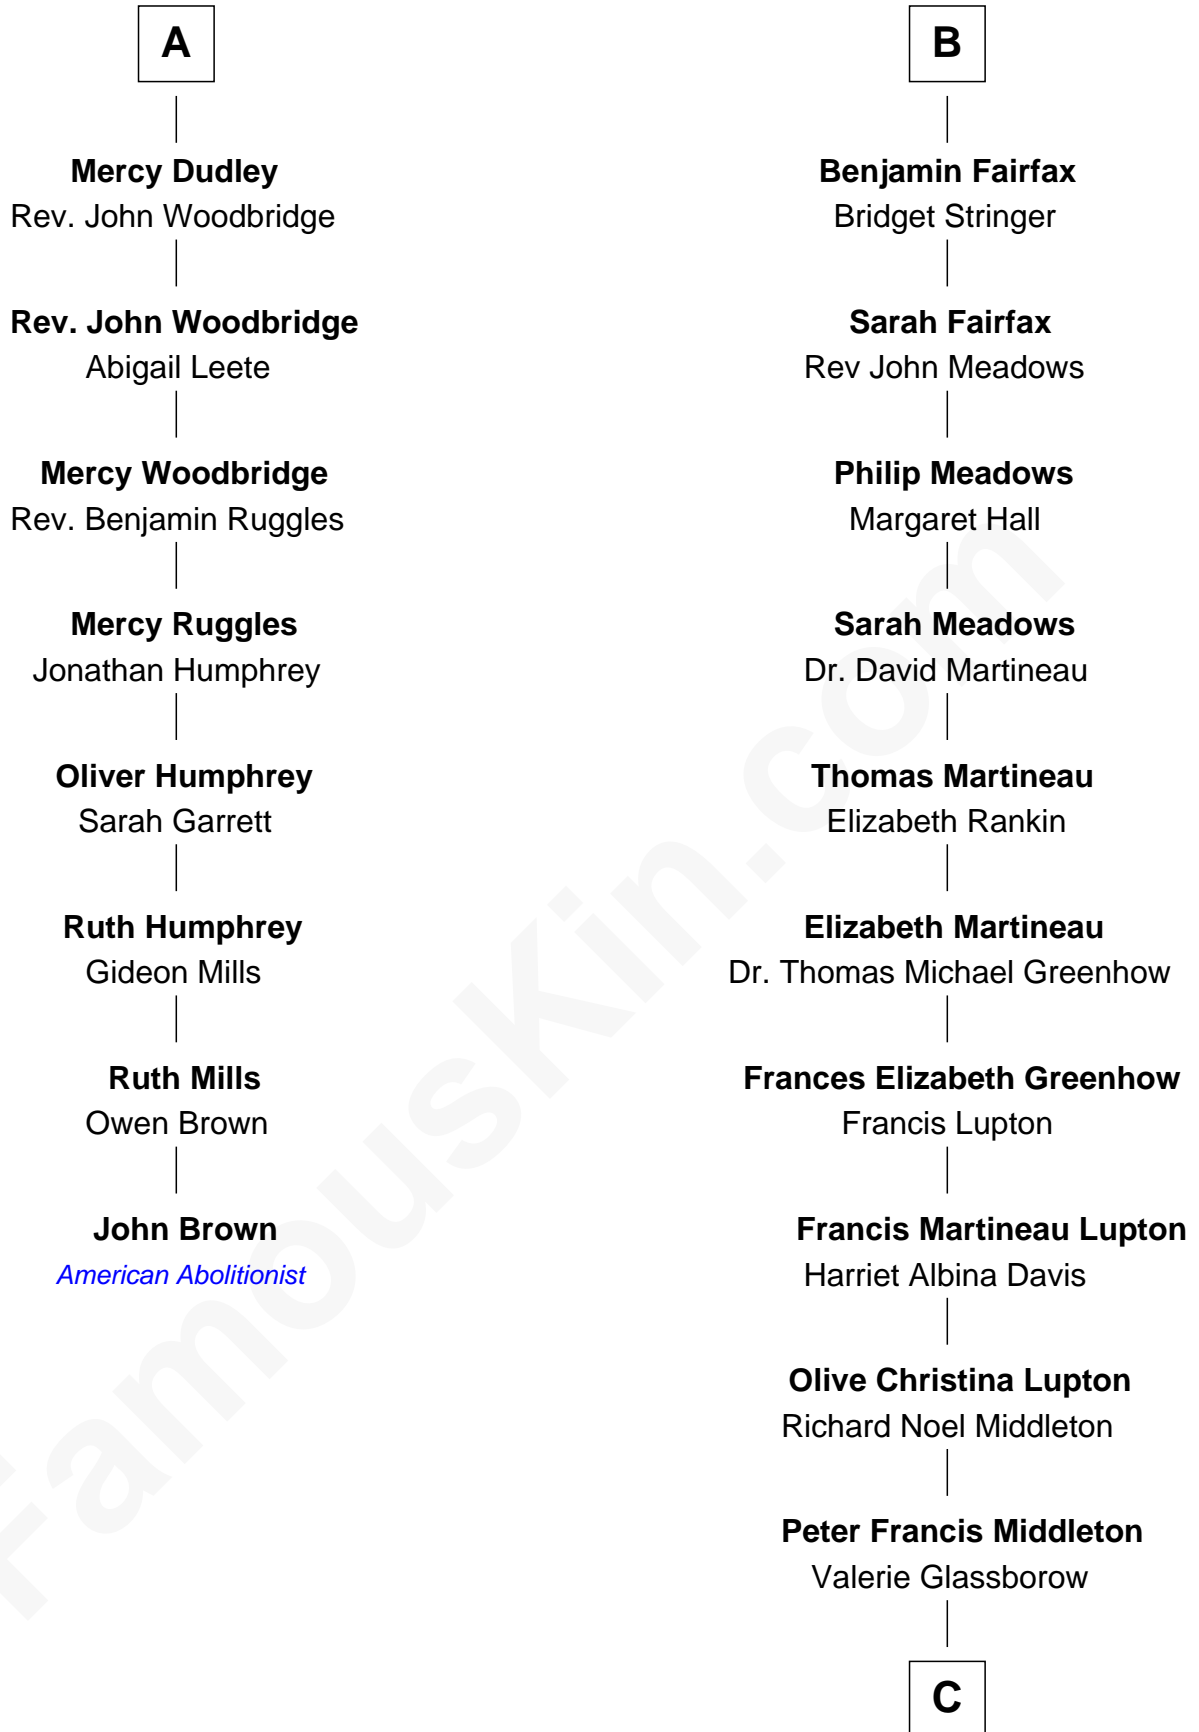 A
Mercy Dudley
Rev. John Woodbridge
Rev. John Woodbridge
Abigail Leete
Mercy Woodbridge
Rev. Benjamin Ruggles
Mercy Ruggles
Jonathan Humphrey
Oliver Humphrey
Sarah Garrett
Ruth Humphrey
Gideon Mills
Ruth Mills
Owen Brown
John Brown
American Abolitionist
B
Benjamin Fairfax
Bridget Stringer
Sarah Fairfax
Rev John Meadows
Philip Meadows
Margaret Hall
Sarah Meadows
Dr. David Martineau
Thomas Martineau
Elizabeth Rankin
Elizabeth Martineau
Dr. Thomas Michael Greenhow
Frances Elizabeth Greenhow
Francis Lupton
Francis Martineau Lupton
Harriet Albina Davis
Olive Christina Lupton
Richard Noel Middleton
Peter Francis Middleton
Valerie Glassborow
C
FamousKin.com